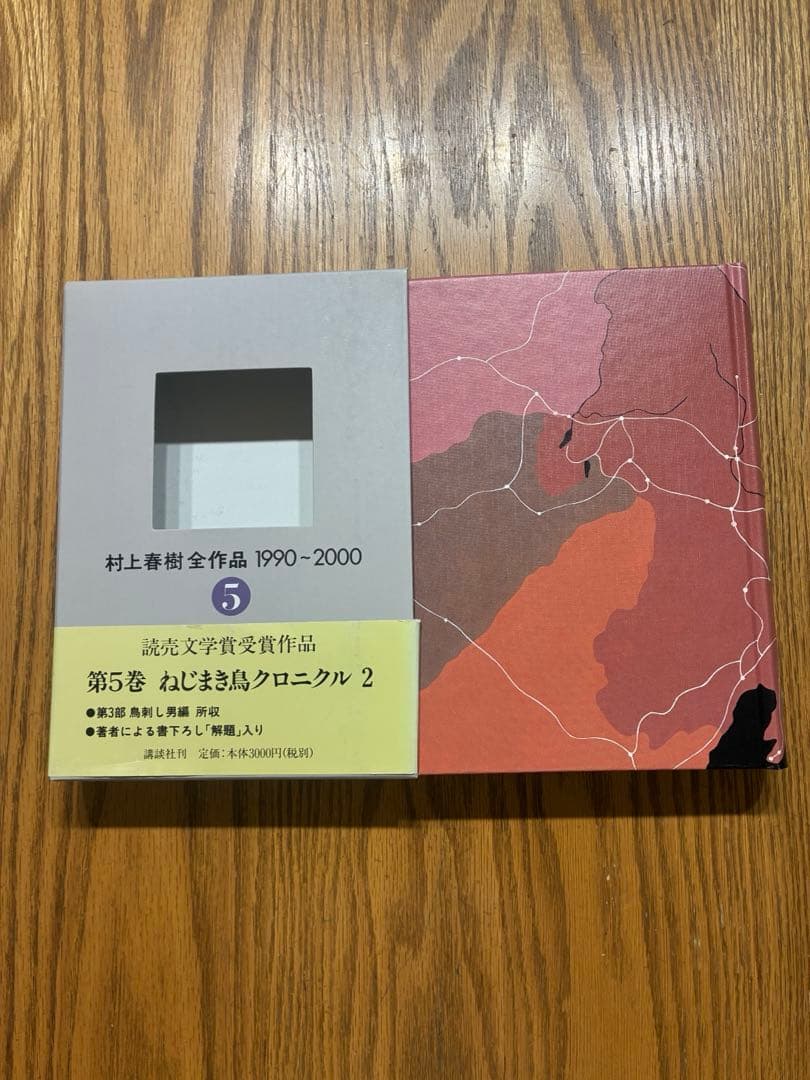 村上春樹全作品 1990~2000
5
読売文学賞受賞作品
第5巻 ねじまき鳥クロニクル 2
●第3部 鳥刺し男編 所収
●著者による書下ろし「解題」入り
講談社刊 定価:本体3000円(税別)